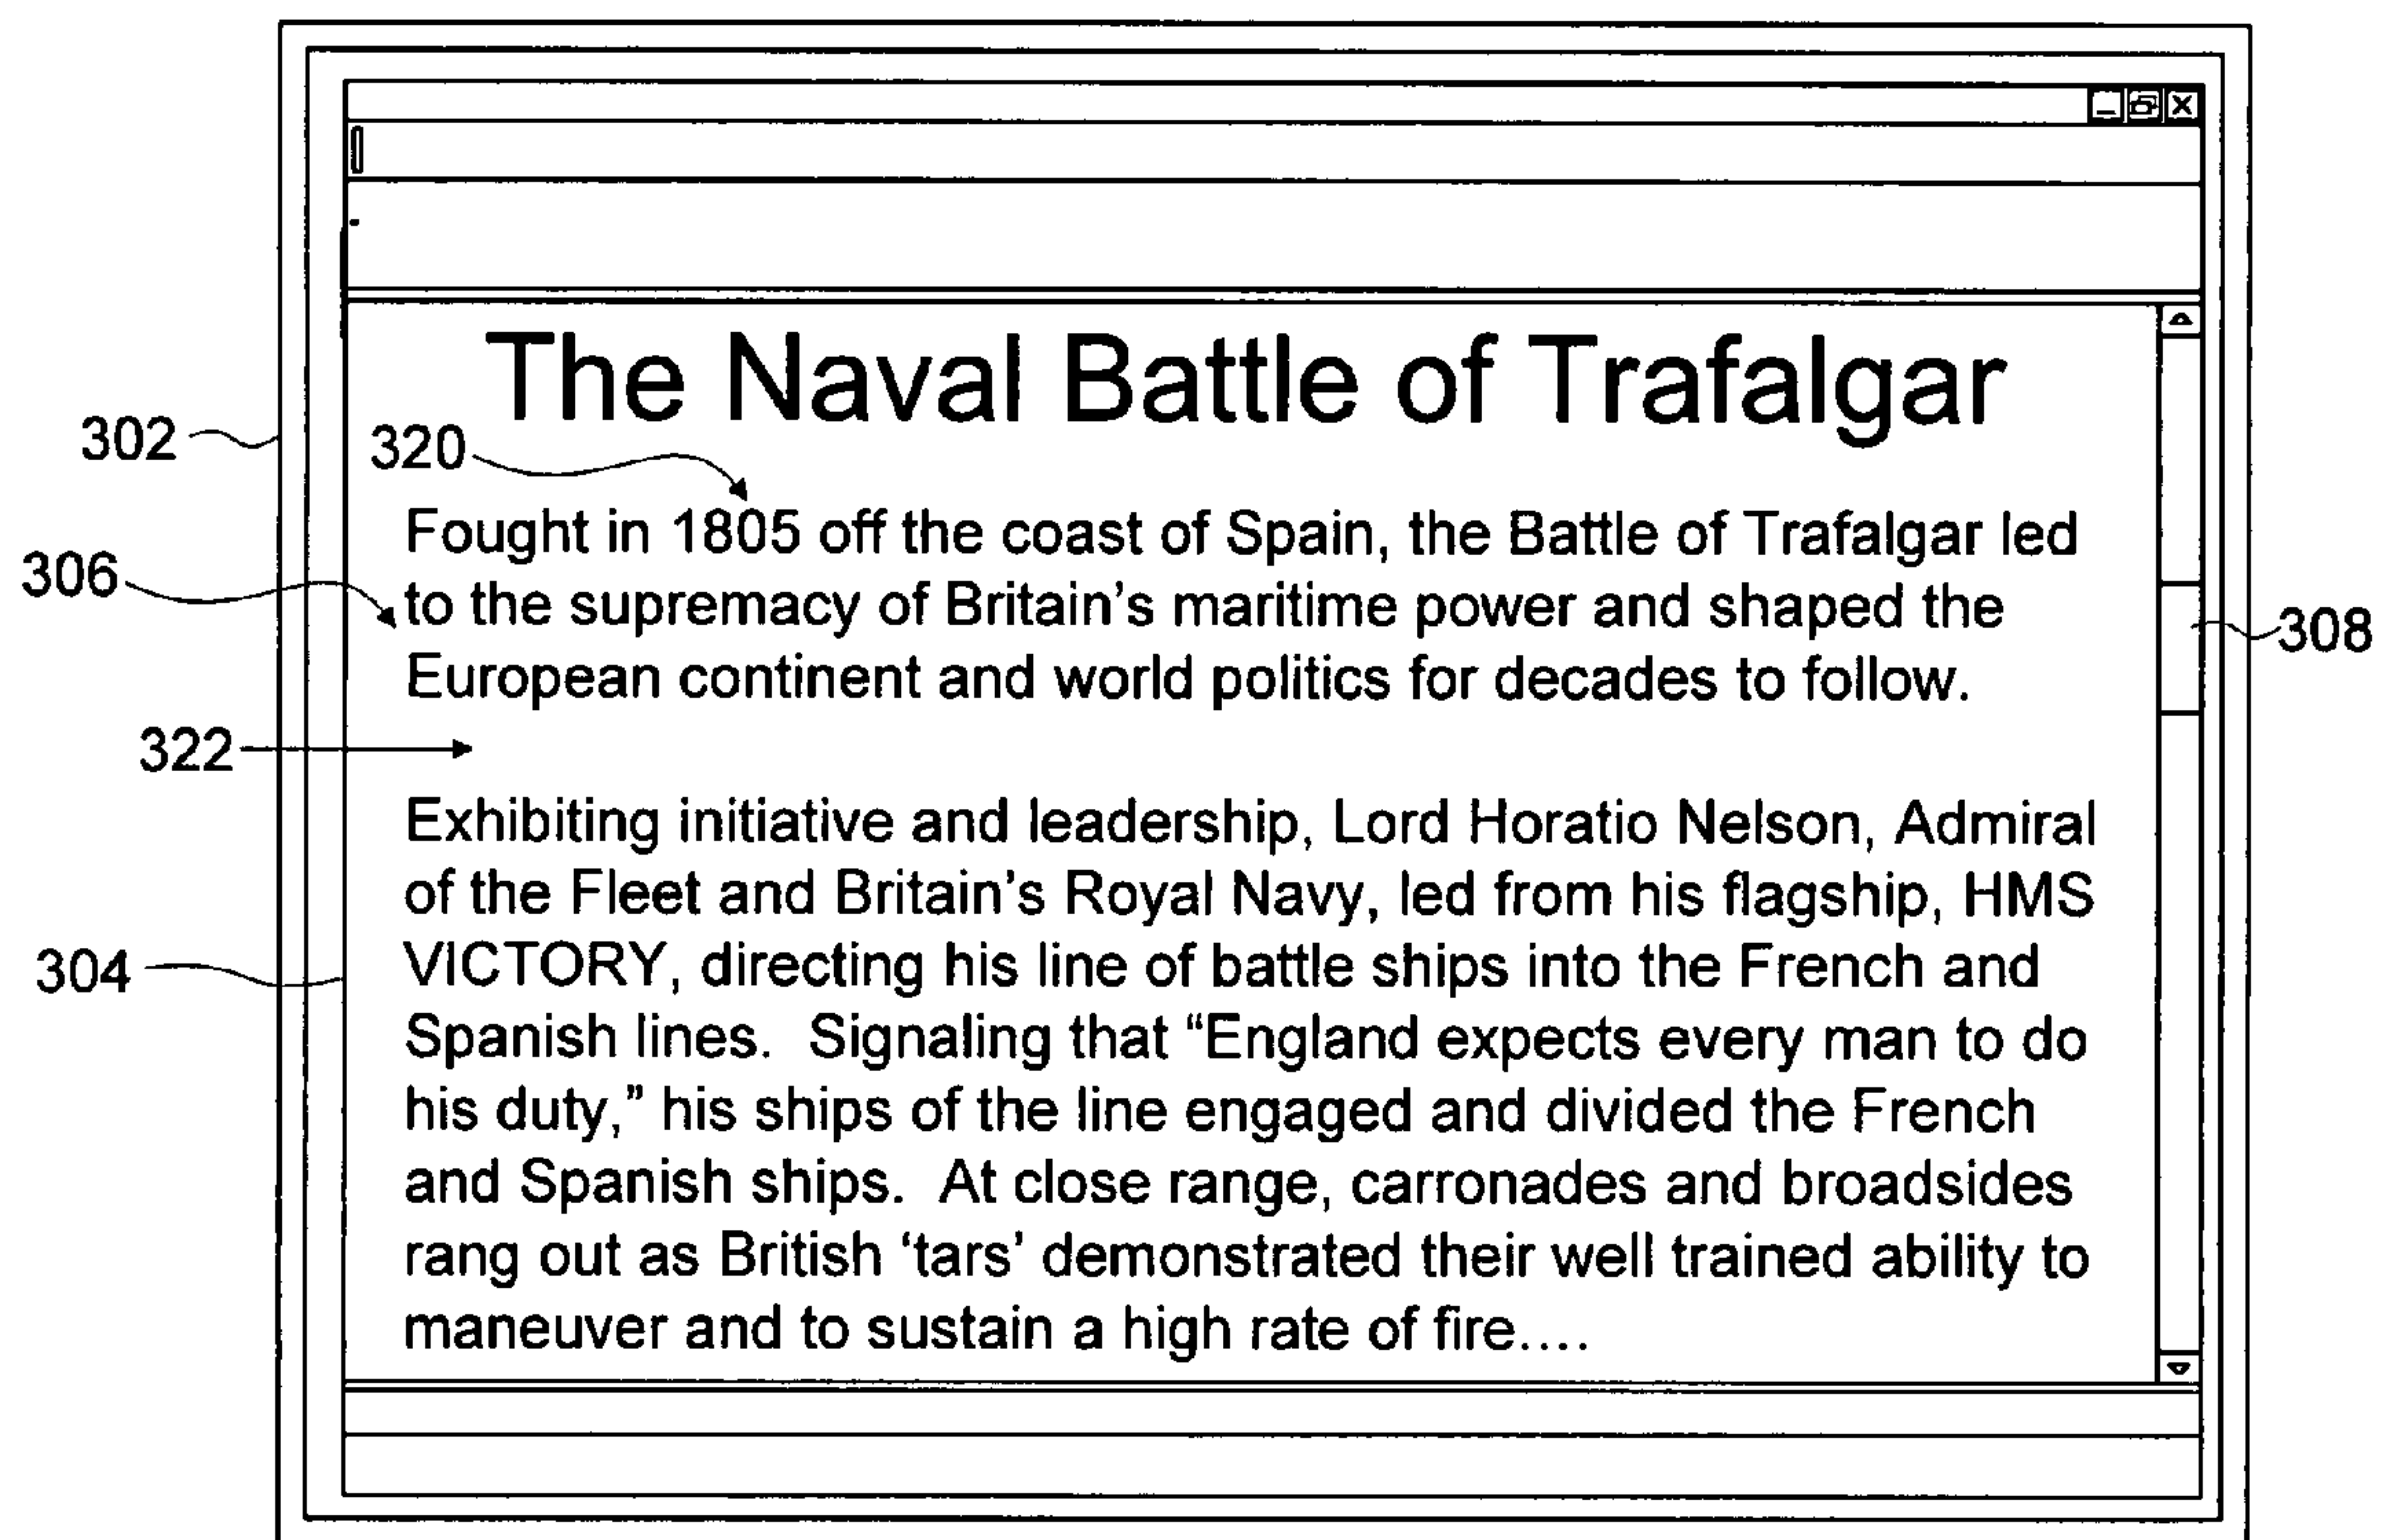 The Naval Battle of Trafalgar
302
320
Fought in 1805 off the coast of Spain, the Battle of Trafalgar led
306
to the supremacy of Britain’s maritime power and shaped the
308
European continent and world politics for decades to follow.
322
Exhibiting initiative and leadership, Lord Horatio Nelson, Admiral
of the Fleet and Britain’s Royal Navy, led from his flagship, HMS
304
VICTORY, directing his line of battle ships into the French and
Spanish lines.  Signaling that “England expects every man to do
his duty,” his ships of the line engaged and divided the French
and Spanish ships.  At close range, carronades and broadsides
rang out as British ‘tars’ demonstrated their well trained ability to
maneuver and to sustain a high rate of fire....